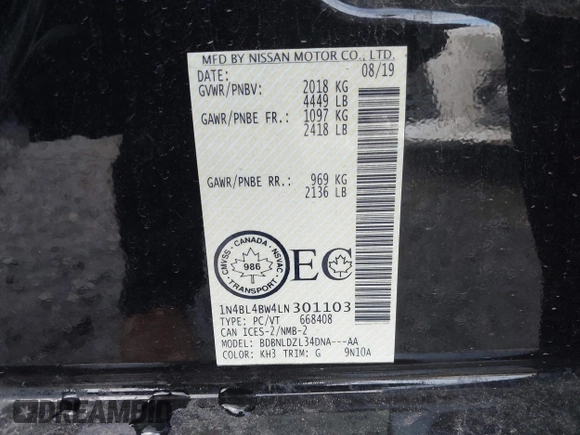 MFD BY NISSAN MOTOR CO., LTD.
DATE: 08/19
GVWR/PNBV: 2018 KG
4449 LB
GAWR/PNBE FR.: 1097 KG
2418 LB
GAWR/PNBE RR.: 969 KG
2136 LB
CANADA
CMVSS NSVAC
986
TRANSPORT
EC
1N4BL4BW4LN301103
TYPE: PC/VT 668408
CAN ICES-2/NMB-2
MODEL: BDBNLDZL34DNA---AA
COLOR: KH3 TRIM: G 9N10A
DREAMBID